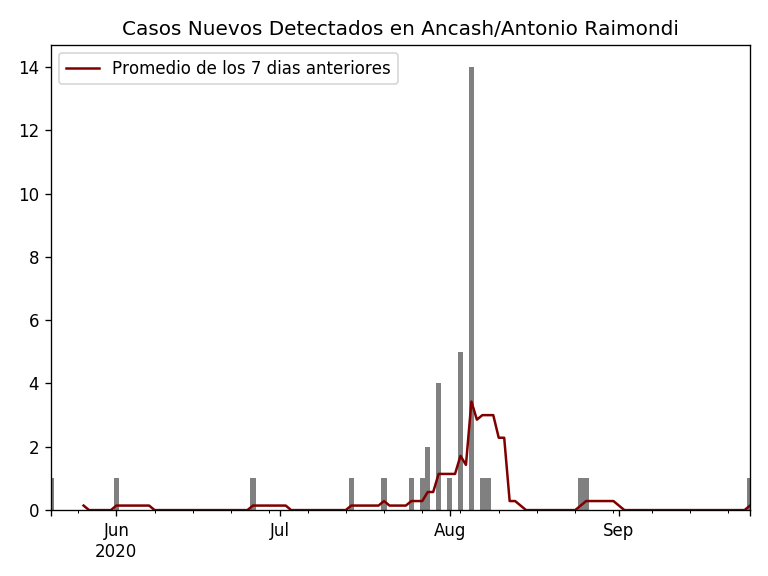 Casos Nuevos Detectados en Ancash/Antonio Raimondi
Promedio de los 7 dias anteriores
14
12
10
8
6
4
2
0
Jun
2020
Jul
Aug
Sep